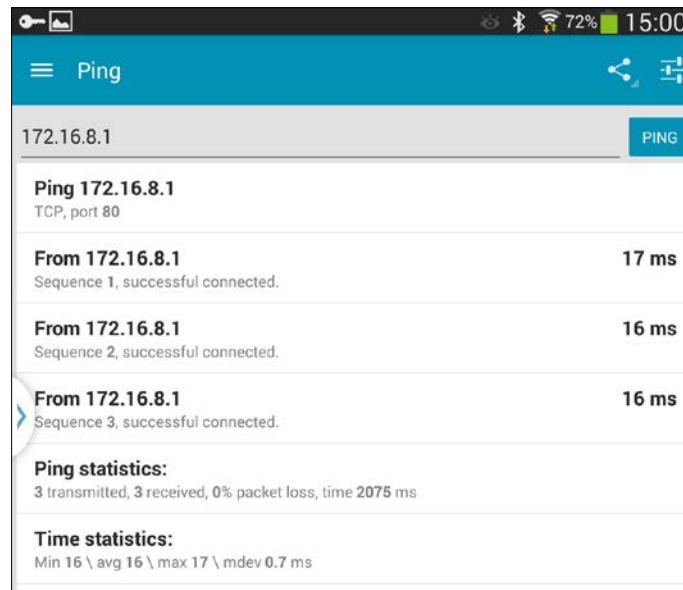 72% 15:00
Ping
172.16.8.1 PING
Ping 172.16.8.1
TCP, port 80
From 172.16.8.1 17 ms
Sequence 1, successful connected.
From 172.16.8.1 16 ms
Sequence 2, successful connected.
From 172.16.8.1 16 ms
Sequence 3, successful connected.
Ping statistics:
3 transmitted, 3 received, 0% packet loss, time 2075 ms
Time statistics:
Min 16 \ avg 16 \ max 17 \ mdev 0.7 ms